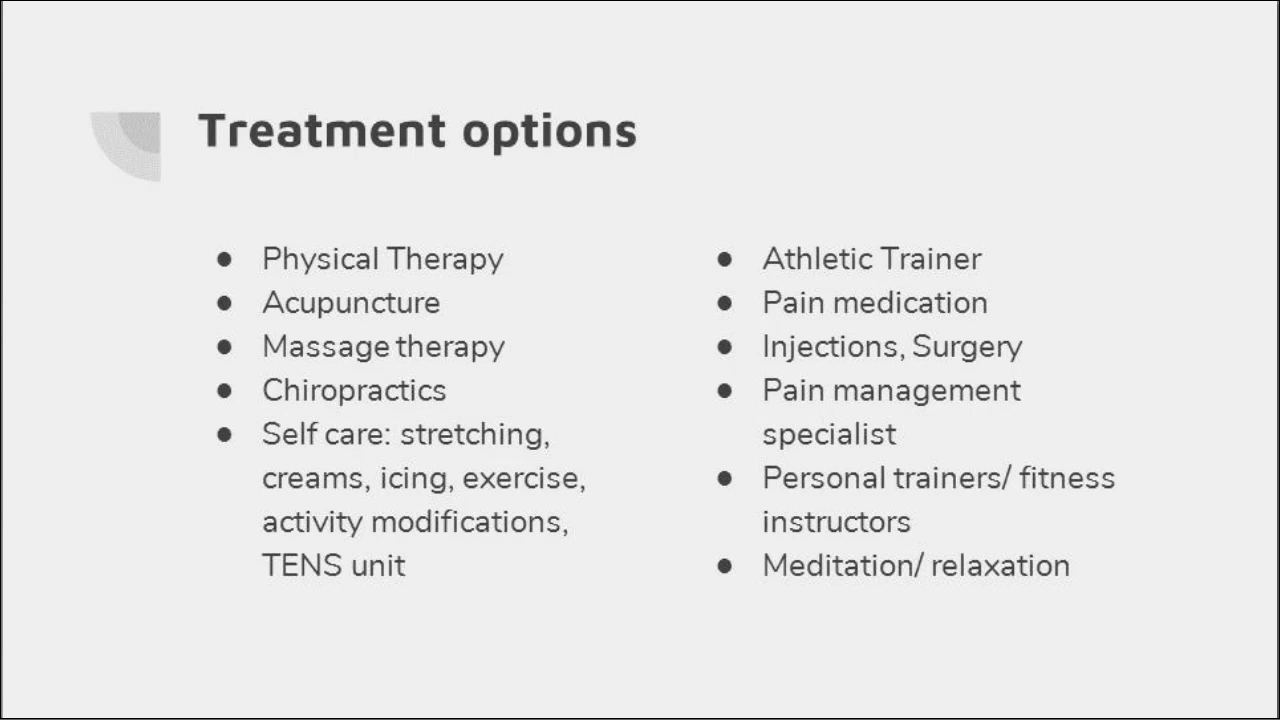 Treatment options
● Physical Therapy
● Acupuncture
● Massage therapy
● Chiropractics
● Self care: stretching,
creams, icing, exercise,
activity modifications,
TENS unit
● Athletic Trainer
● Pain medication
● Injections, Surgery
● Pain management
specialist
● Personal trainers/ fitness
instructors
● Meditation/ relaxation